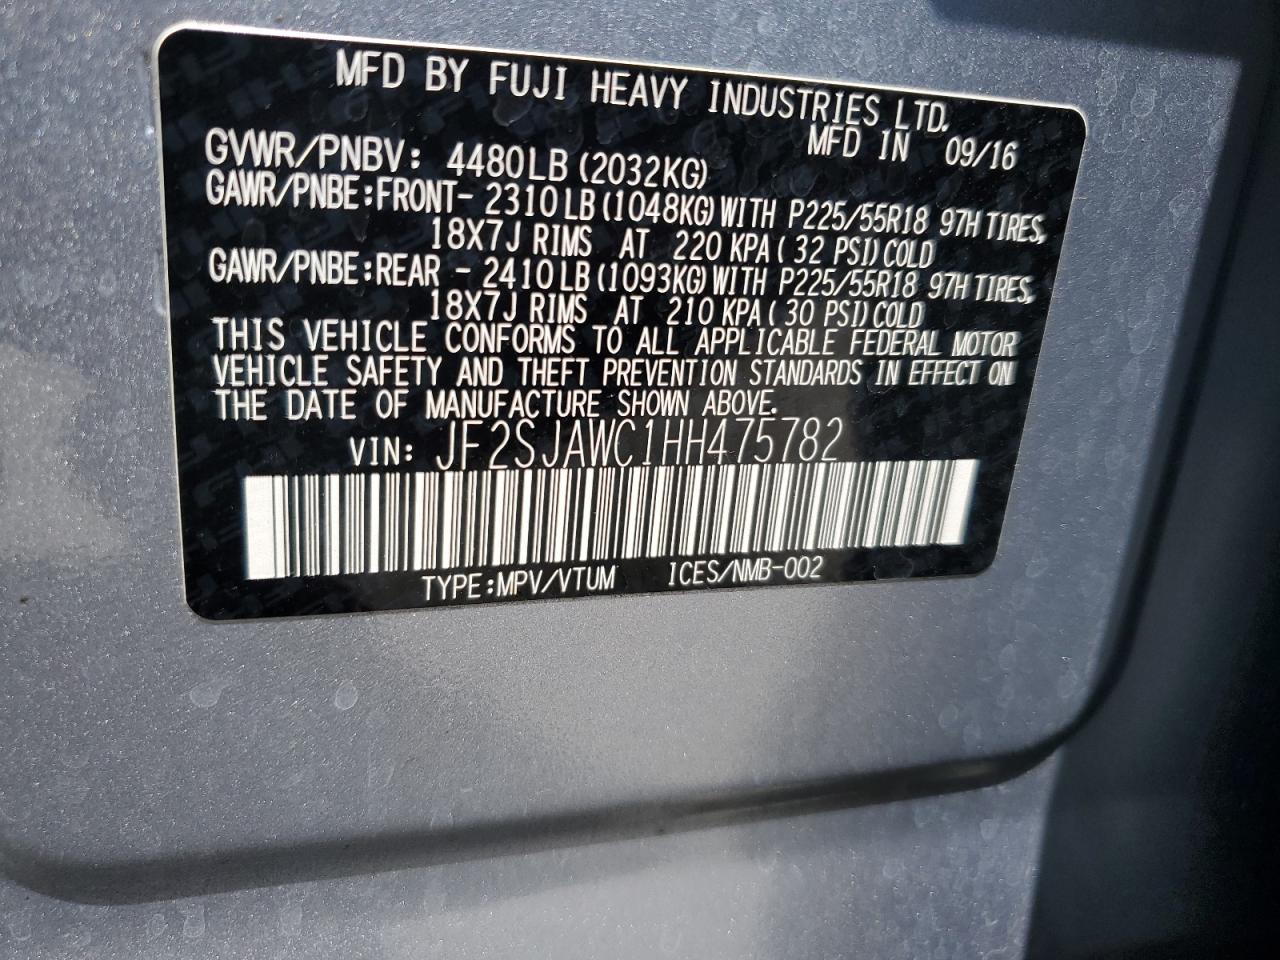 MFD BY FUJI HEAVY INDUSTRIES LTD.
MFD IN 09/16
GVWR/PNBV: 4480LB (2032KG)
GAWR/PNBE:FRONT- 2310LB(1048KG)WITH P225/55R18 97H TIRES,
18X7J RIMS AT 220 KPA( 32 PSI)COLD
GAWR/PNBE:REAR - 2410LB(1093KG)WITH P225/55R18 97H TIRES,
18X7J RIMS AT 210 KPA( 30 PSI)COLD
THIS VEHICLE CONFORMS TO ALL APPLICABLE FEDERAL MOTOR
VEHICLE SAFETY AND THEFT PREVENTION STANDARDS IN EFFECT ON
THE DATE OF MANUFACTURE SHOWN ABOVE.
VIN: JF2SJAWC1HH475782
TYPE:MPV/VTUM ICES/NMB-002